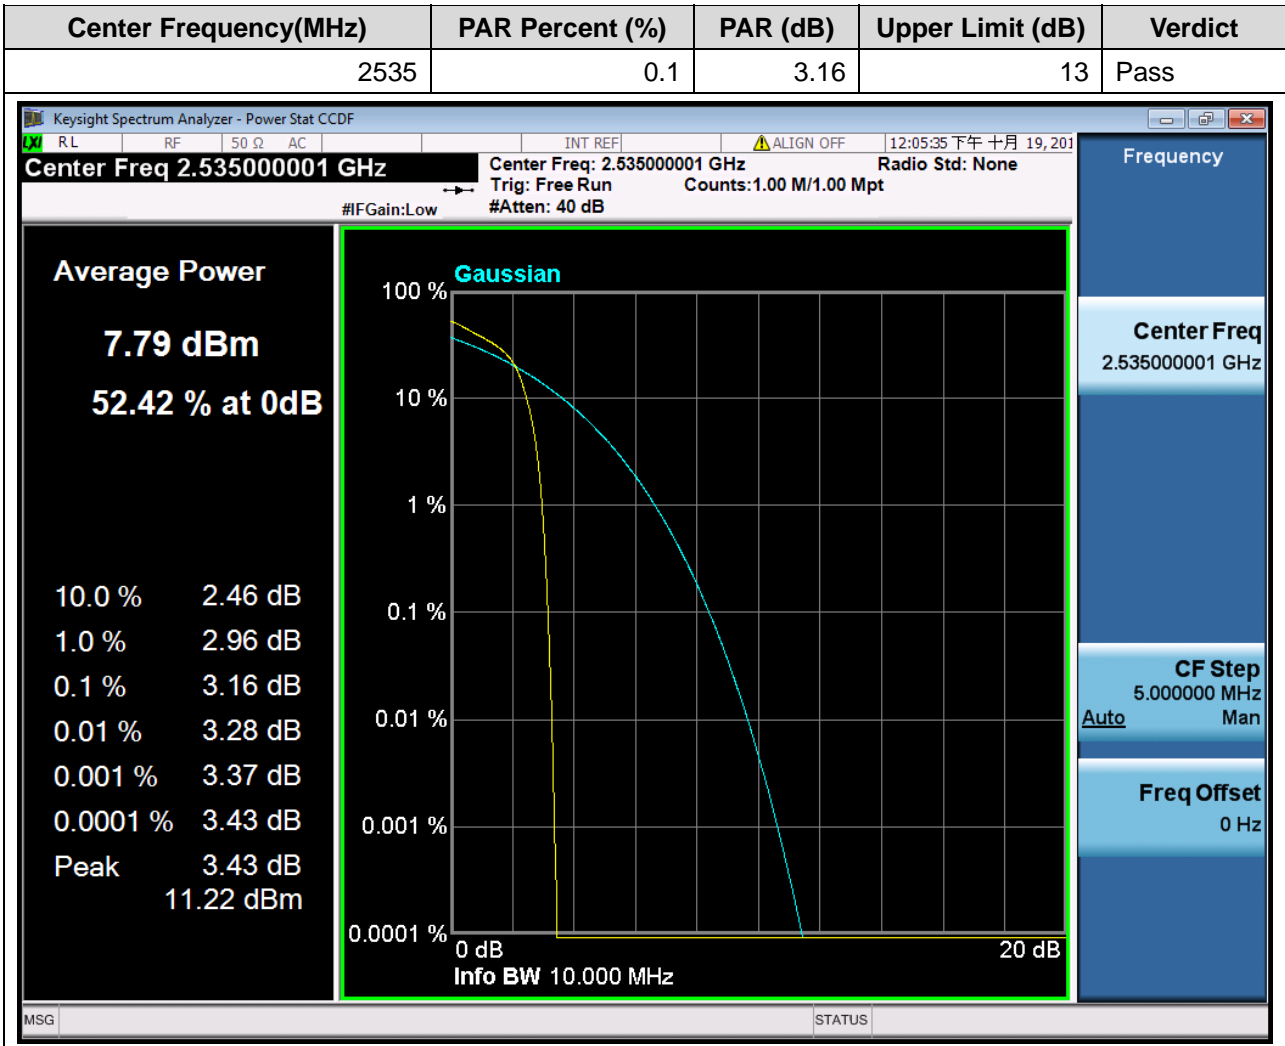 Center Frequency(MHz) PAR Percent (%) PAR (dB) Upper Limit (dB) Verdict
2535 0.1 3.16 13 Pass
Keysight Spectrum Analyzer - Power Stat CCDF
LXI RL RF 50 Ω AC INT REF ALIGN OFF 12:05:35 下午 十月 19, 201
Center Freq 2.535000001 GHz
Center Freq: 2.535000001 GHz Radio Std: None
Trig: Free Run Counts:1.00 M/1.00 Mpt
#IFGain:Low #Atten: 40 dB
Frequency
Average Power
7.79 dBm
52.42 % at 0dB
10.0 % 2.46 dB
1.0 % 2.96 dB
0.1 % 3.16 dB
0.01 % 3.28 dB
0.001 % 3.37 dB
0.0001 % 3.43 dB
Peak 3.43 dB
11.22 dBm
Gaussian
100 %
10 %
1 %
0.1 %
0.01 %
0.001 %
0.0001 %
0 dB 20 dB
Info BW 10.000 MHz
Center Freq
2.535000001 GHz
CF Step
5.000000 MHz
Auto Man
Freq Offset
0 Hz
MSG STATUS